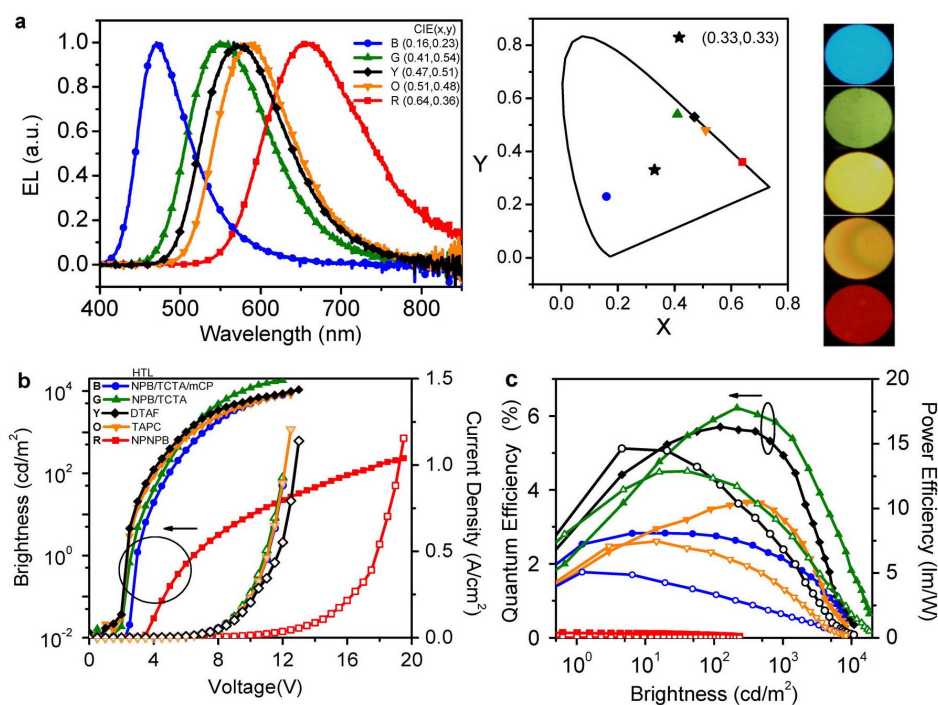 a
CIE(x,y)
B (0.16,0.23)
G (0.41,0.54)
Y (0.47,0.51)
O (0.51,0.48)
R (0.64,0.36)
1.0
0.8
0.6
0.4
0.2
0.0
EL (a.u.)
400 500 600 700 800
Wavelength (nm)
(0.33,0.33)
0.8
0.6
0.4
0.2
0.0
Y
0.0 0.2 0.4 0.6 0.8
X
b
HTL
B NPB/TCTA/mCP
G NPB/TCTA
Y DTAF
O TAPC
R NPNPB
10^4
10^2
10^0
10^-2
Brightness (cd/m^2)
1.5
1.0
0.5
0.0
Current Density (A/cm^2)
0 4 8 12 16 20
Voltage(V)
c
6
4
2
0
Quantum Efficiency (%)
20
15
10
5
0
Power Efficiency (lm/W)
10^0 10^1 10^2 10^3 10^4
Brightness (cd/m^2)